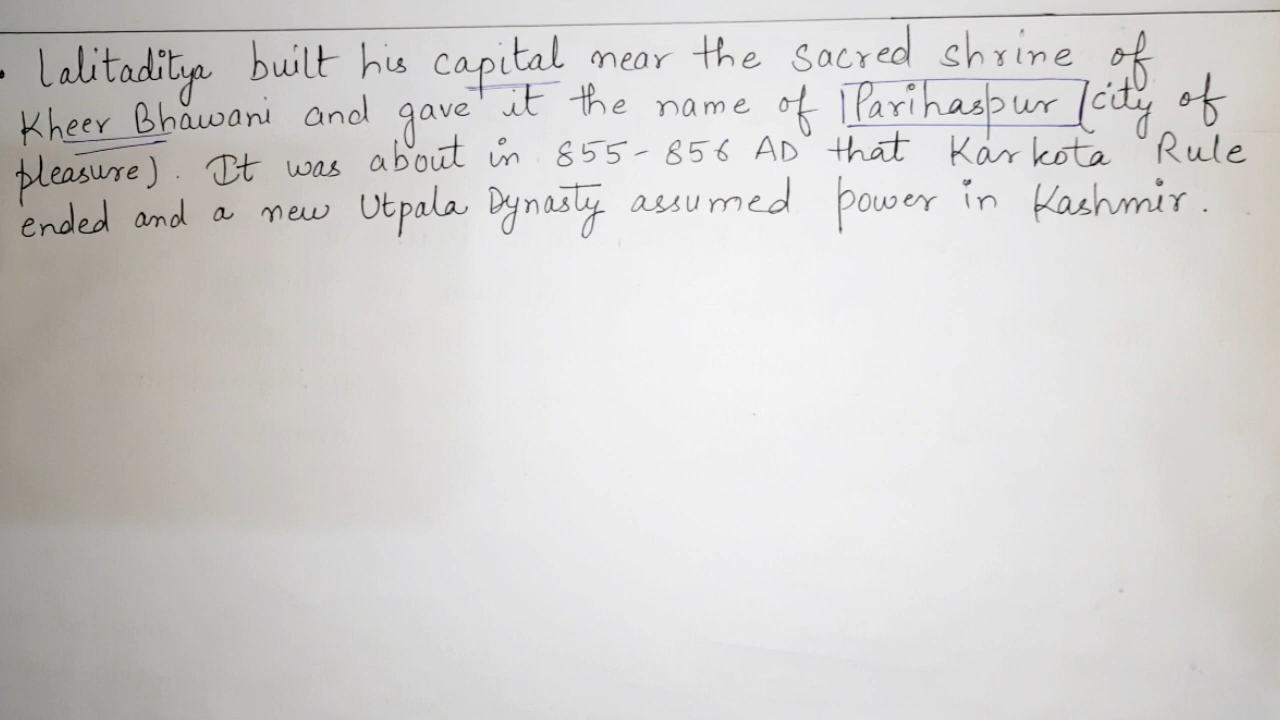 . Lalitaditya built his capital near the sacred shrine of
Kheer Bhawani and gave it the name of Parihaspur (city of
pleasure). It was about in 855-856 AD that Karkota Rule
ended and a new Utpala Dynasty assumed power in Kashmir.